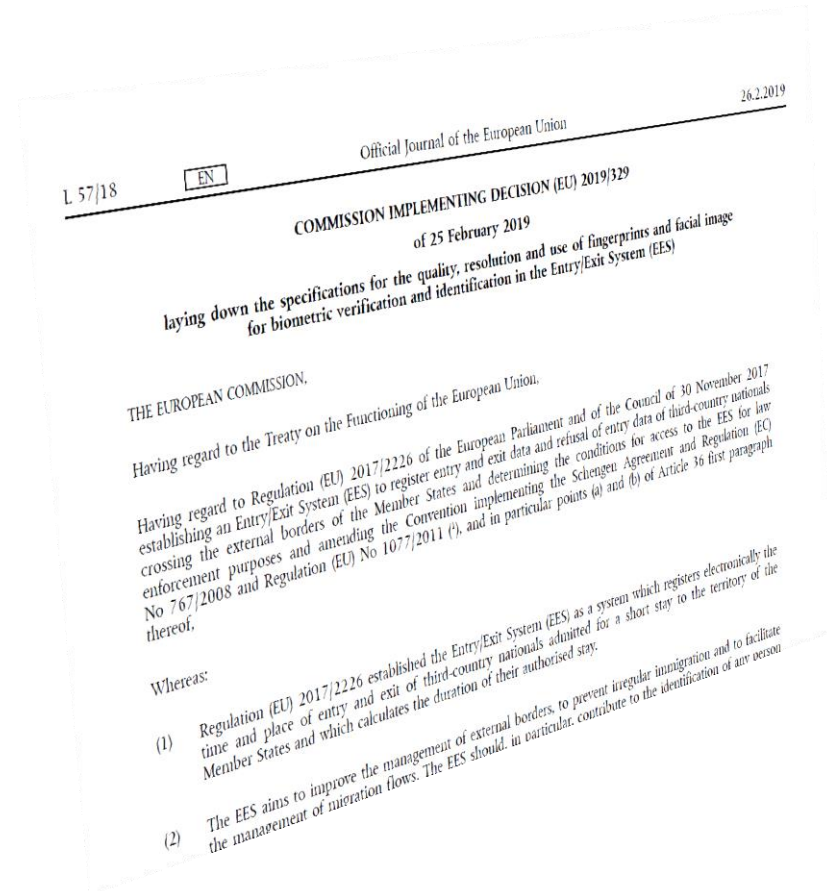 26.2.2019
L 57/18
EN
Official Journal of the European Union
COMMISSION IMPLEMENTING DECISION (EU) 2019/329
of 25 February 2019
laying down the specifications for the quality, resolution and use of fingerprints and facial image
for biometric verification and identification in the Entry/Exit System (EES)
THE EUROPEAN COMMISSION,
Having regard to the Treaty on the Functioning of the European Union,
Having regard to Regulation (EU) 2017/2226 of the European Parliament and of the Council of 30 November 2017
establishing an Entry/Exit System (EES) to register entry and exit data and refusal of entry data of third-country nationals
crossing the external borders of the Member States and determining the conditions for access to the EES for law
enforcement purposes and amending the Convention implementing the Schengen Agreement and Regulation (EC)
No 767/2008 and Regulation (EU) No 1077/2011 (¹), and in particular points (a) and (b) of Article 36 first paragraph
thereof,
Whereas:
(1) Regulation (EU) 2017/2226 established the Entry/Exit System (EES) as a system which registers electronically the
time and place of entry and exit of third-country nationals admitted for a short stay to the territory of the
Member States and which calculates the duration of their authorised stay.
(2) The EES aims to improve the management of external borders, to prevent irregular immigration and to facilitate
the management of migration flows. The EES should, in particular, contribute to the identification of any person